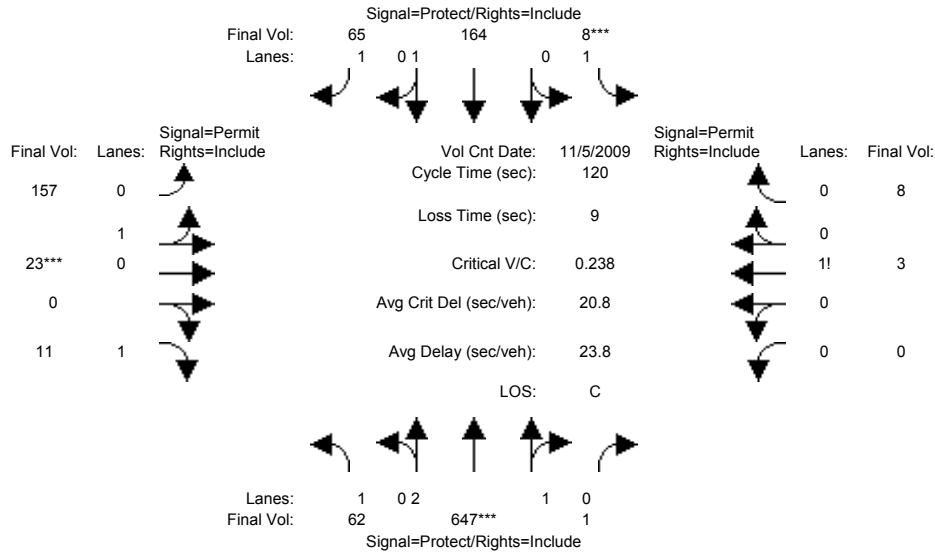 Signal=Protect/Rights=Include
Final Vol: 65 164 8***
Lanes: 1 0 1 0 1
Signal=Permit Signal=Permit
Final Vol: Lanes: Rights=Include Vol Cnt Date: 11/5/2009 Rights=Include Lanes: Final Vol:
Cycle Time (sec): 120
157 0 0 8
Loss Time (sec): 9
1 0
23*** 0 Critical V/C: 0.238 1! 3
0 Avg Crit Del (sec/veh): 20.8 0
11 1 Avg Delay (sec/veh): 23.8 0 0
LOS: C
Lanes: 1 0 2 1 0
Final Vol: 62 647*** 1
Signal=Protect/Rights=Include